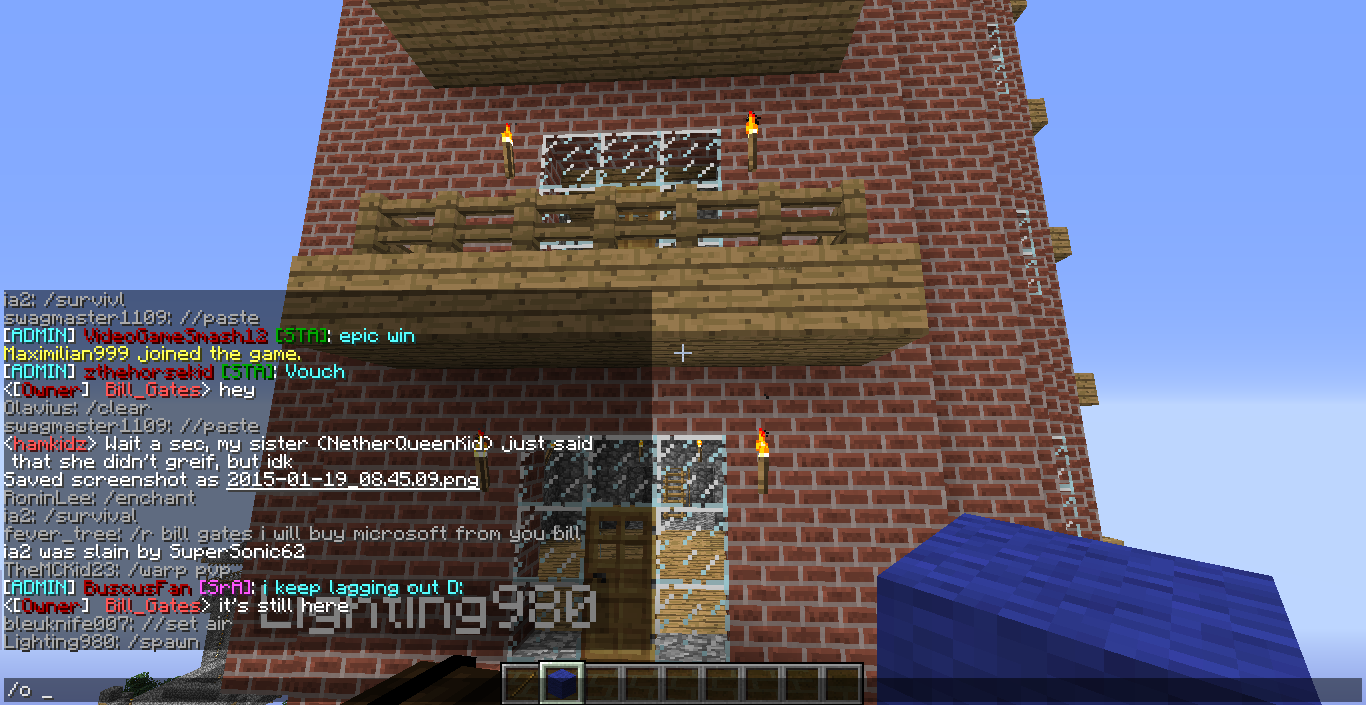 ia2: /survivl
swagmaster1109: //paste
[ADMIN] VideoGameSmash12 [STA]: epic win
Maximilian999 joined the game.
[ADMIN] zthehorsekid [STA]: Vouch
<[Owner] Bill_Gates> hey
Olavius: /clear
swagmaster1109: //paste
<hamkidz> Wait a sec, my sister (NetherQueenKid) just said
that she didn't greif, but idk
Saved screenshot as 2015-01-19_08.45.09.png
RoninLee: /enchant
ia2: /survival
fever_tree: /r bill gates i will buy microsoft from you bill
ia2 was slain by SuperSonic62
TheMCKid23: /warp pvp
[ADMIN] BuscusFan [SrA]: i keep lagging out D:
<[Owner] Bill_Gates> it's still here
Lighting980
bleuknife007: //set air
Lighting980: /spawn
/o _